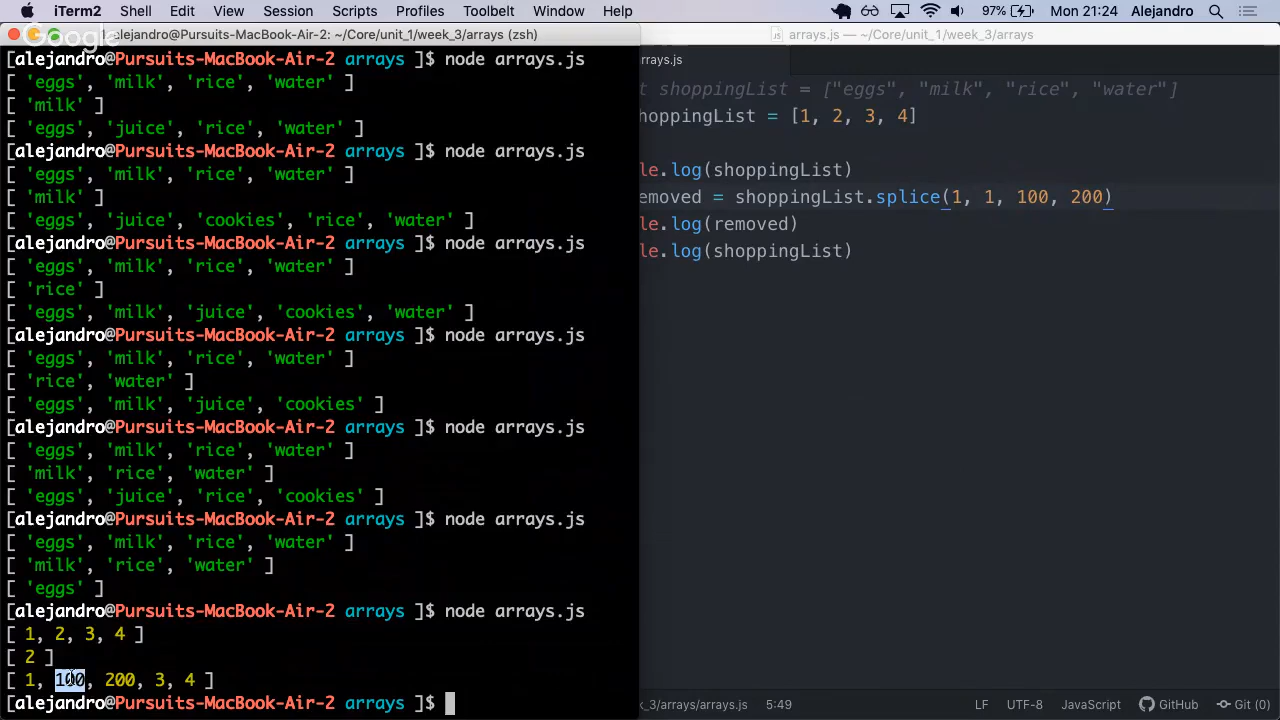 iTerm2 Shell Edit View Session Scripts Profiles Toolbelt Window Help 97% Mon 21:24 Alejandro
Google
alejandro@Pursuits-MacBook-Air-2: ~/Core/unit_1/week_3/arrays (zsh)
[alejandro@Pursuits-MacBook-Air-2 arrays ]$ node arrays.js
[ 'eggs', 'milk', 'rice', 'water' ]
[ 'milk' ]
[ 'eggs', 'juice', 'rice', 'water' ]
[alejandro@Pursuits-MacBook-Air-2 arrays ]$ node arrays.js
[ 'eggs', 'milk', 'rice', 'water' ]
[ 'milk' ]
[ 'eggs', 'juice', 'cookies', 'rice', 'water' ]
[alejandro@Pursuits-MacBook-Air-2 arrays ]$ node arrays.js
[ 'eggs', 'milk', 'rice', 'water' ]
[ 'rice' ]
[ 'eggs', 'milk', 'juice', 'cookies', 'water' ]
[alejandro@Pursuits-MacBook-Air-2 arrays ]$ node arrays.js
[ 'eggs', 'milk', 'rice', 'water' ]
[ 'rice', 'water' ]
[ 'eggs', 'milk', 'juice', 'cookies' ]
[alejandro@Pursuits-MacBook-Air-2 arrays ]$ node arrays.js
[ 'eggs', 'milk', 'rice', 'water' ]
[ 'milk', 'rice', 'water' ]
[ 'eggs', 'juice', 'rice', 'cookies' ]
[alejandro@Pursuits-MacBook-Air-2 arrays ]$ node arrays.js
[ 'eggs', 'milk', 'rice', 'water' ]
[ 'milk', 'rice', 'water' ]
[ 'eggs' ]
[alejandro@Pursuits-MacBook-Air-2 arrays ]$ node arrays.js
[ 1, 2, 3, 4 ]
[ 2 ]
[ 1, 100, 200, 3, 4 ]
[alejandro@Pursuits-MacBook-Air-2 arrays ]$
arrays.js — ~/Core/unit_1/week_3/arrays
rrays.js
t shoppingList = ["eggs", "milk", "rice", "water"]
hoppingList = [1, 2, 3, 4]
le.log(shoppingList)
emoved = shoppingList.splice(1, 1, 100, 200)
le.log(removed)
le.log(shoppingList)
_3/arrays/arrays.js 5:49 LF UTF-8 JavaScript GitHub Git (0)